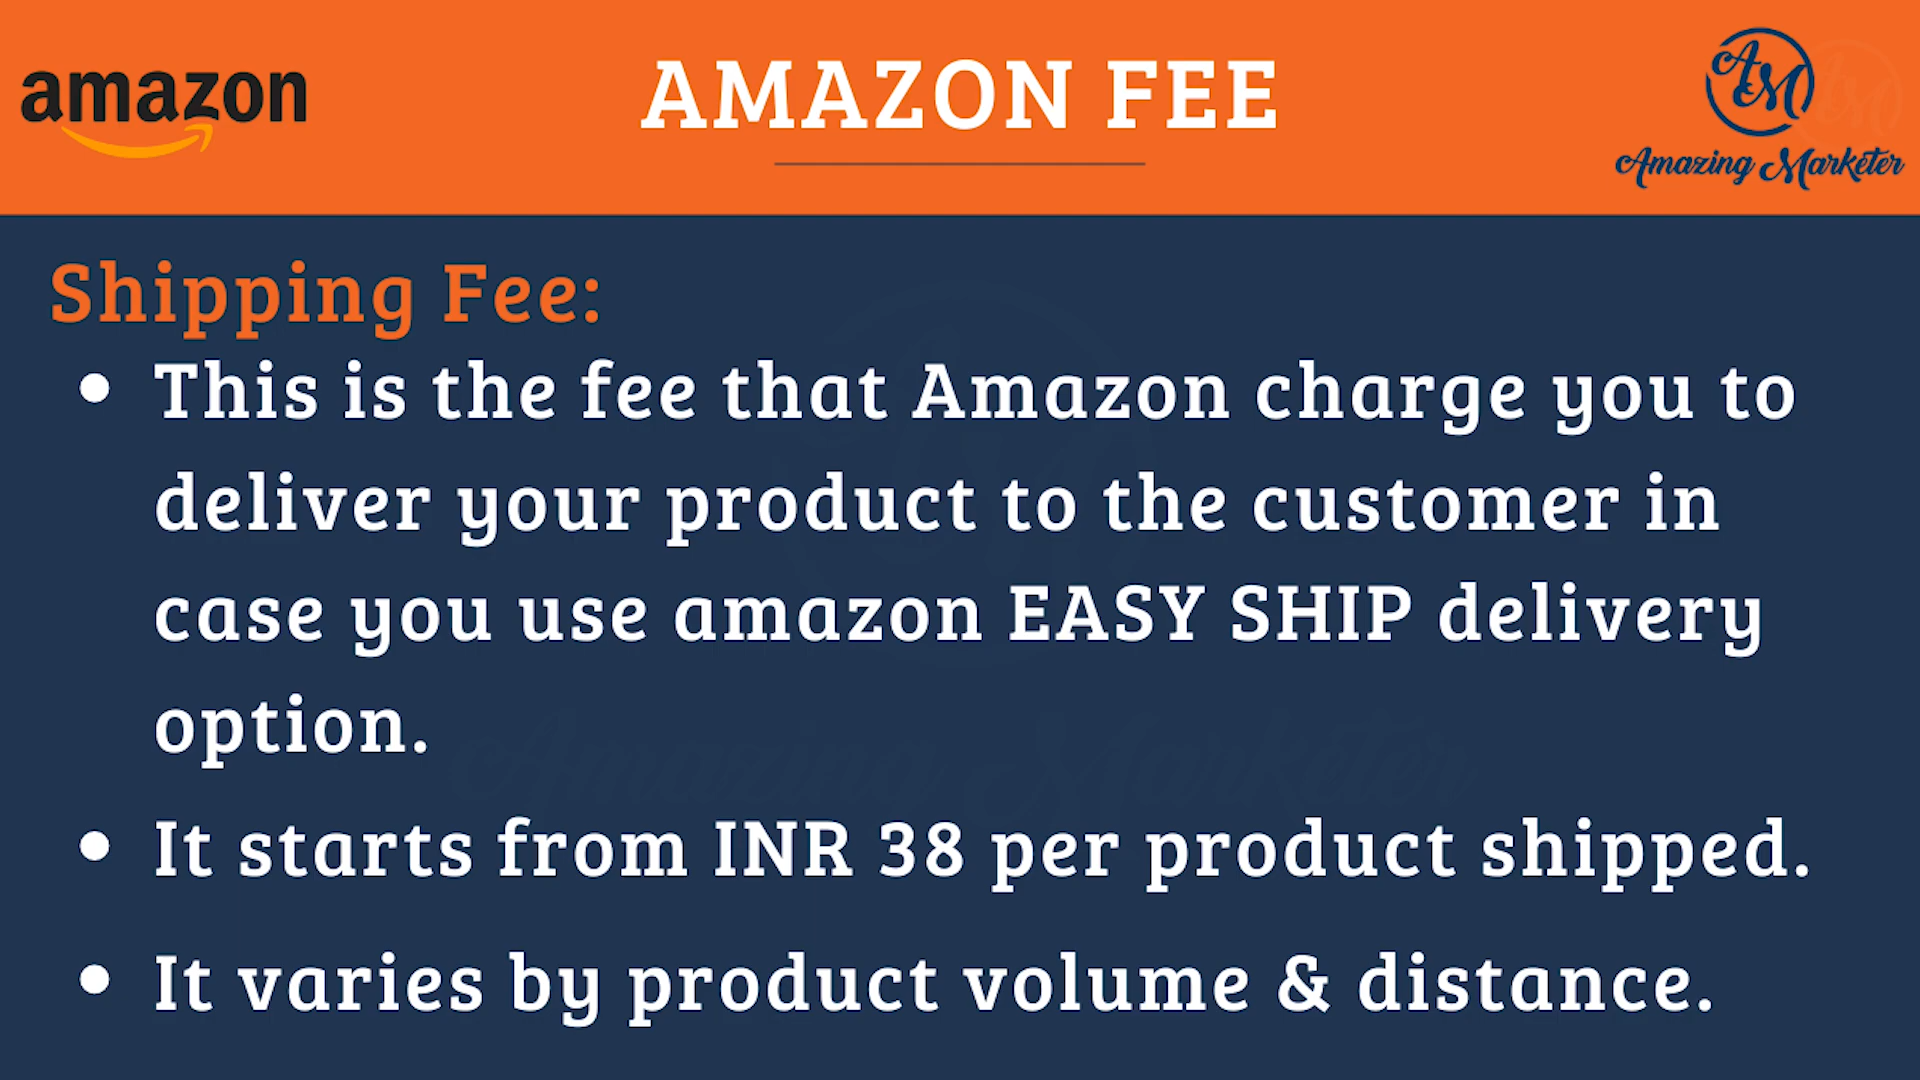 amazon
AMAZON FEE
AM
Amazing Marketer
Shipping Fee:
• This is the fee that Amazon charge you to
deliver your product to the customer in
case you use amazon EASY SHIP delivery
option.
Amazing Marketer
• It starts from INR 38 per product shipped.
• It varies by product volume & distance.